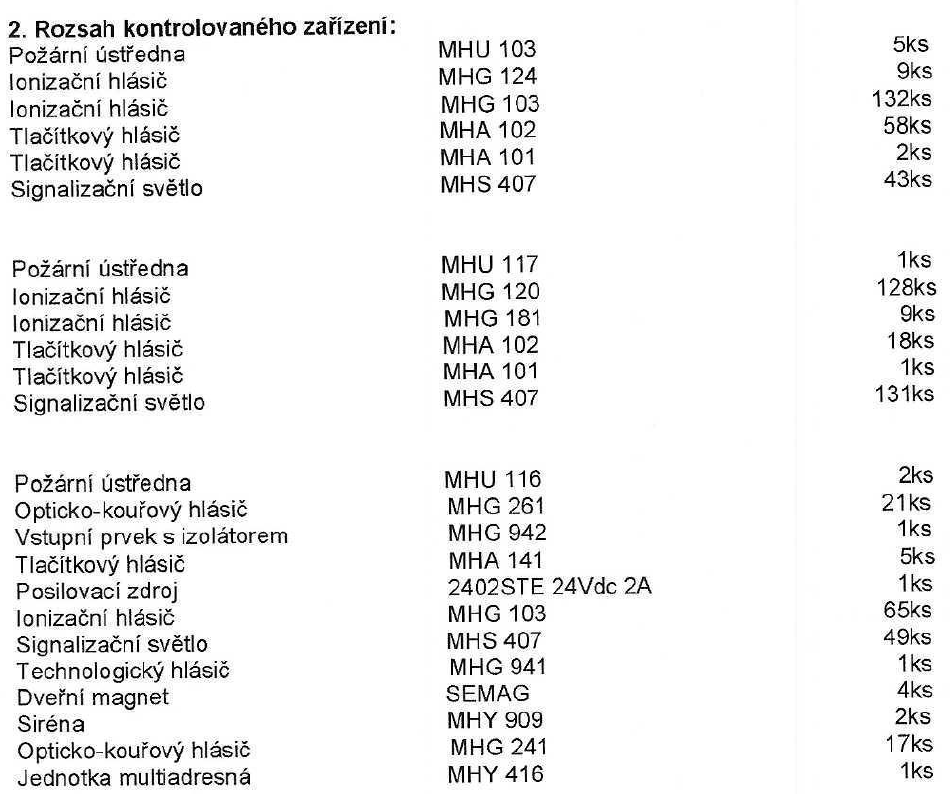 2. Rozsah kontrolovaného zařízení:
Požární ústředna MHU 103 5ks
Ionizační hlásič MHG 124 9ks
Ionizační hlásič MHG 103 132ks
Tlačítkový hlásič MHA 102 58ks
Tlačítkový hlásič MHA 101 2ks
Signalizační světlo MHS 407 43ks
Požární ústředna MHU 117 1ks
Ionizační hlásič MHG 120 128ks
Ionizační hlásič MHG 181 9ks
Tlačítkový hlásič MHA 102 18ks
Tlačítkový hlásič MHA 101 1ks
Signalizační světlo MHS 407 131ks
Požární ústředna MHU 116 2ks
Opticko-kouřový hlásič MHG 261 21ks
Vstupní prvek s izolátorem MHG 942 1ks
Tlačítkový hlásič MHA 141 5ks
Posilovací zdroj 2402STE 24Vdc 2A 1ks
Ionizační hlásič MHG 103 65ks
Signalizační světlo MHS 407 49ks
Technologický hlásič MHG 941 1ks
Dveřní magnet SEMAG 4ks
Siréna MHY 909 2ks
Opticko-kouřový hlásič MHG 241 17ks
Jednotka multiadresná MHY 416 1ks